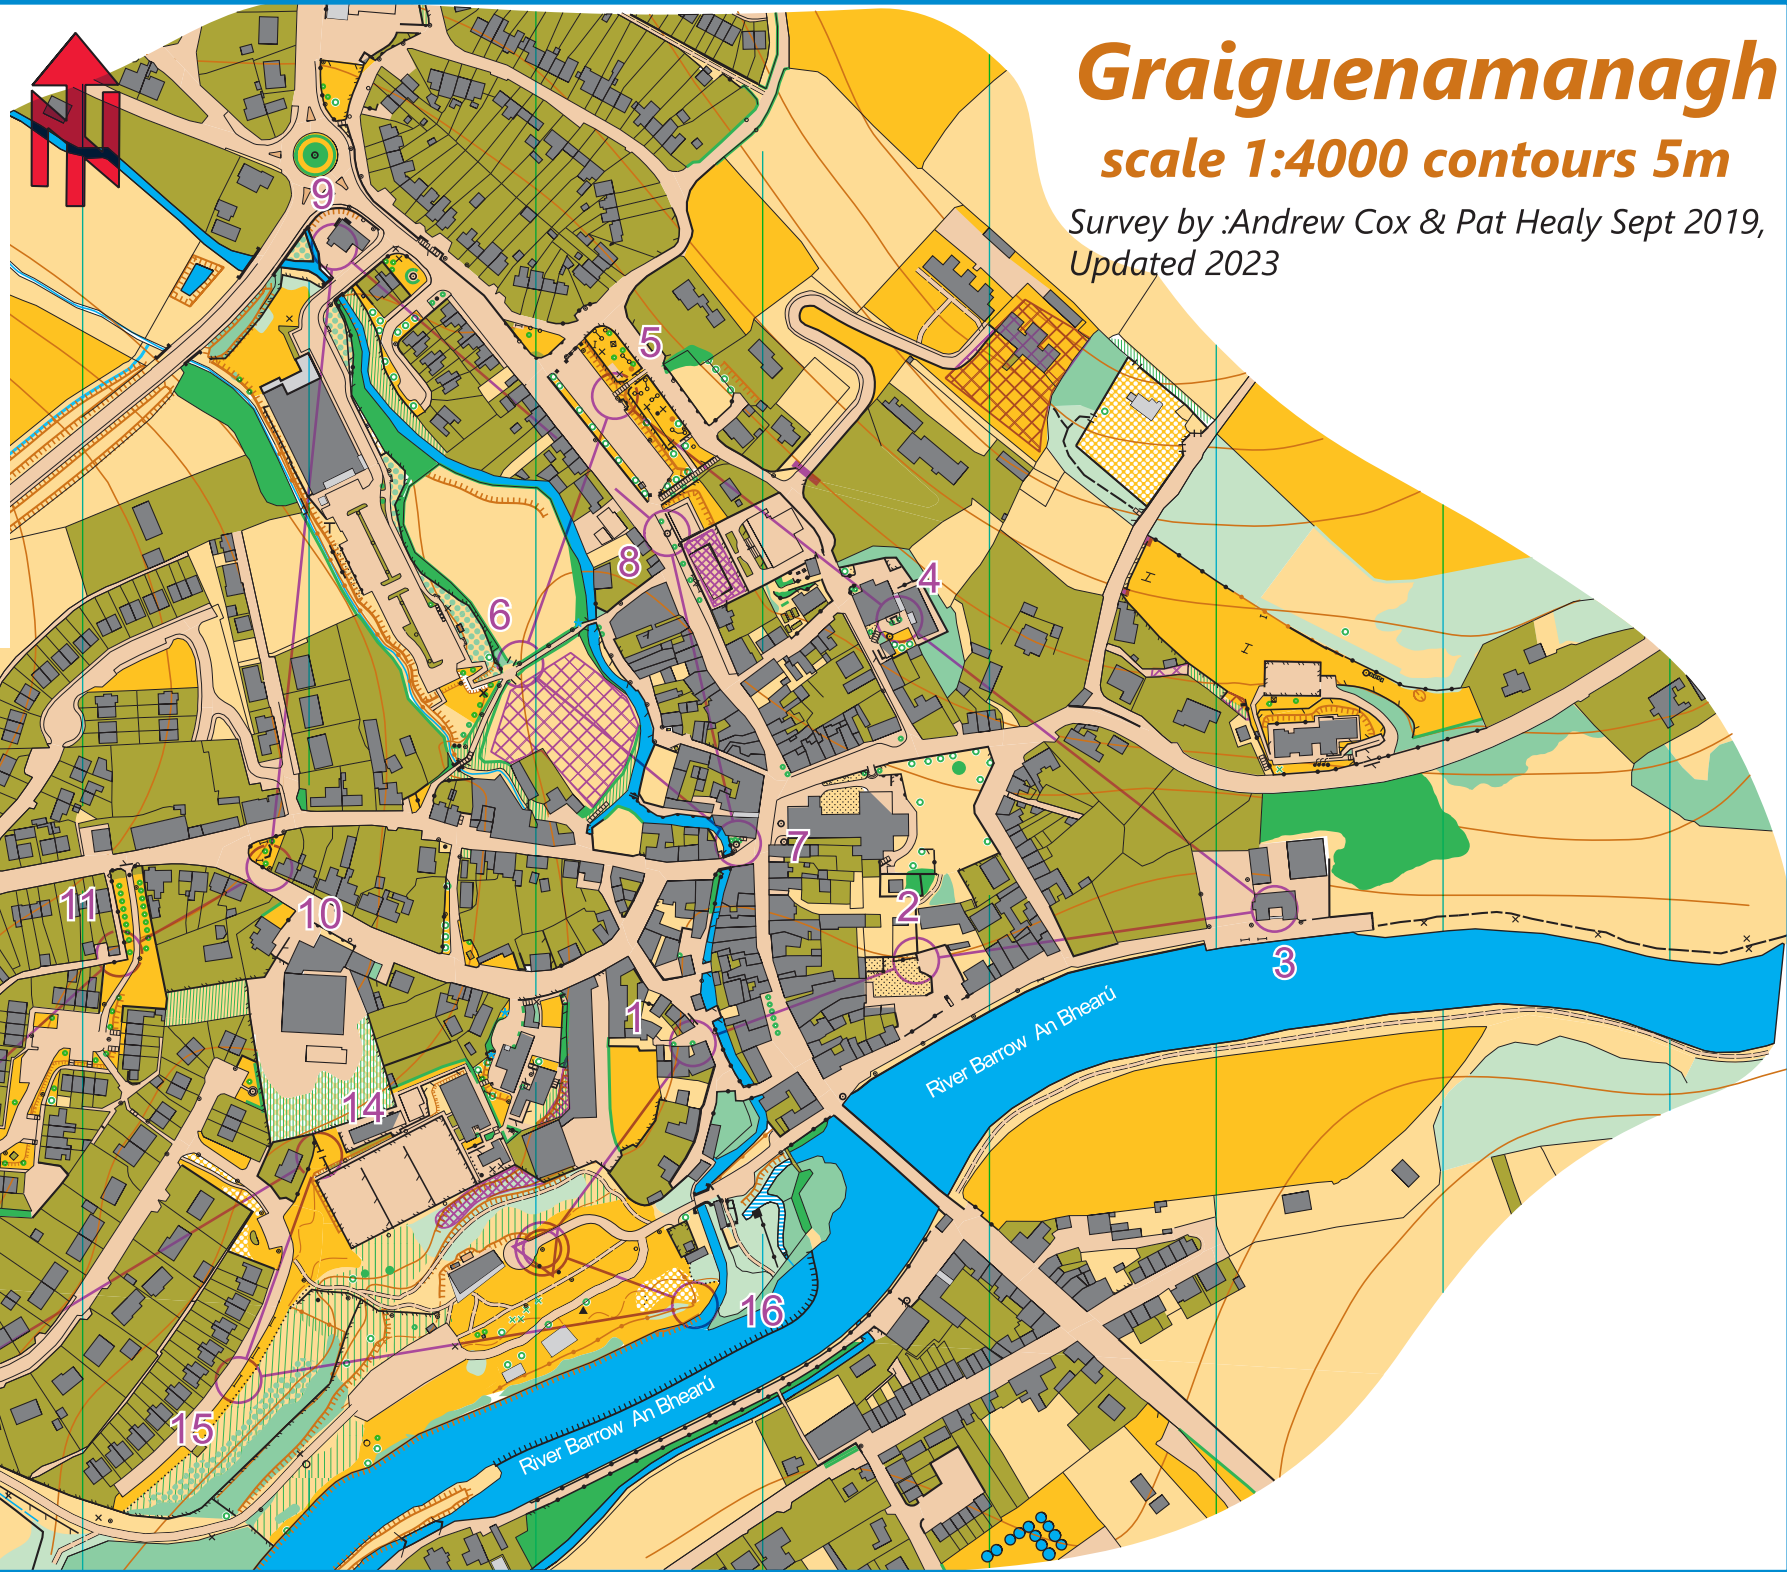 Graiguenamanagh
scale 1:4000 contours 5m
Survey by :Andrew Cox & Pat Healy Sept 2019,
Updated 2023
9
5
8
4
6
7
11
10
2
3
1
River Barrow An Bhearú
14
16
River Barrow An Bhearú
15